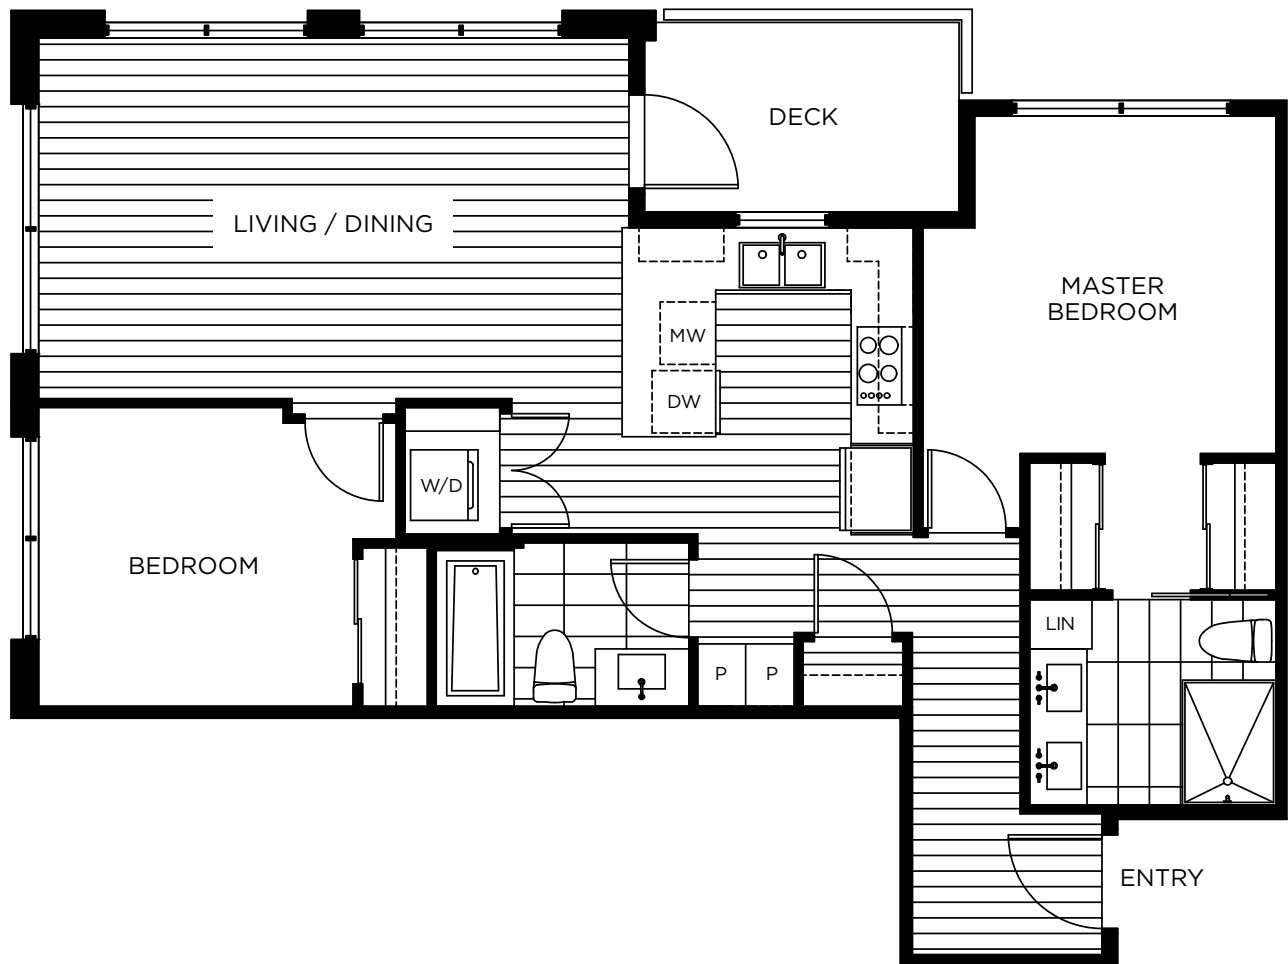 DECK
LIVING / DINING
MASTER
BEDROOM
MW
DW
W/D
BEDROOM
LIN
P P
ENTRY